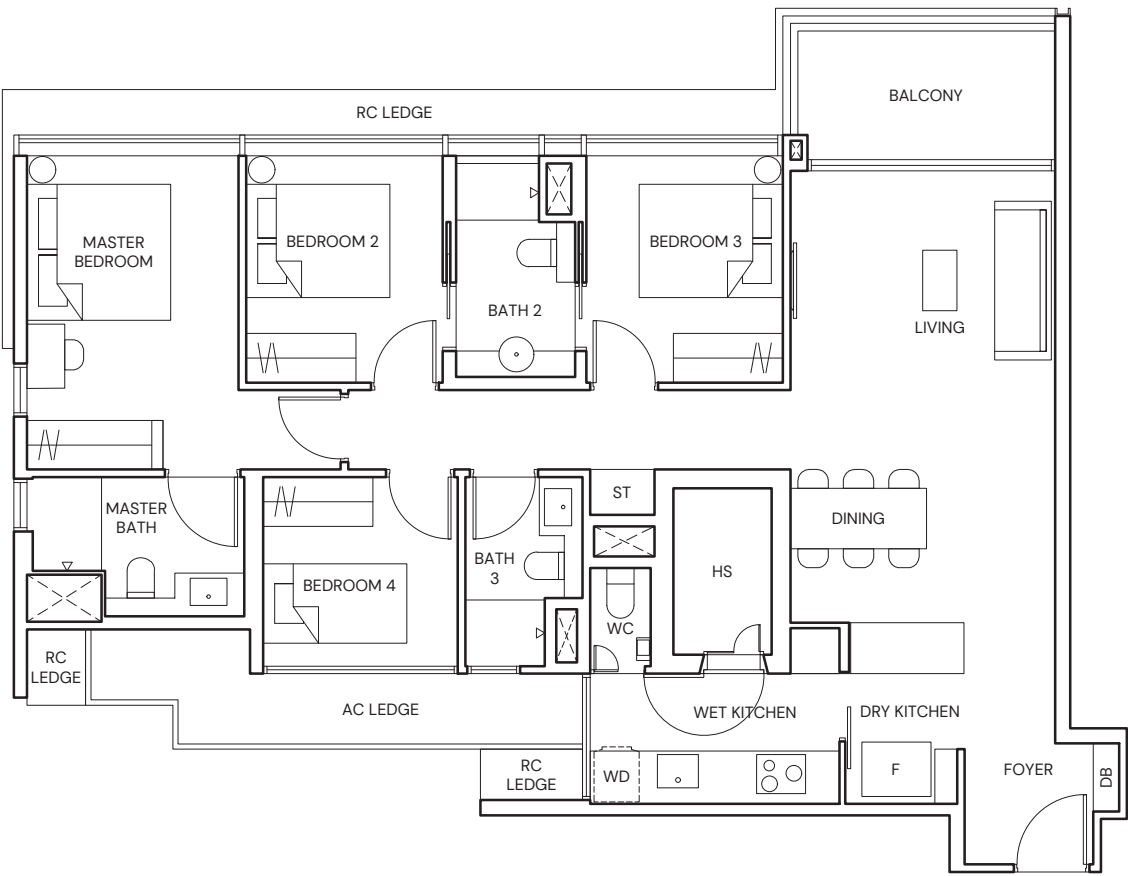 BALCONY
RC LEDGE
MASTER
BEDROOM
BEDROOM 2
BEDROOM 3
BATH 2
LIVING
ST
MASTER
BATH
DINING
BATH
3
HS
BEDROOM 4
WC
RC
LEDGE
AC LEDGE
WET KITCHEN
DRY KITCHEN
RC
LEDGE
WD
F
FOYER
DB